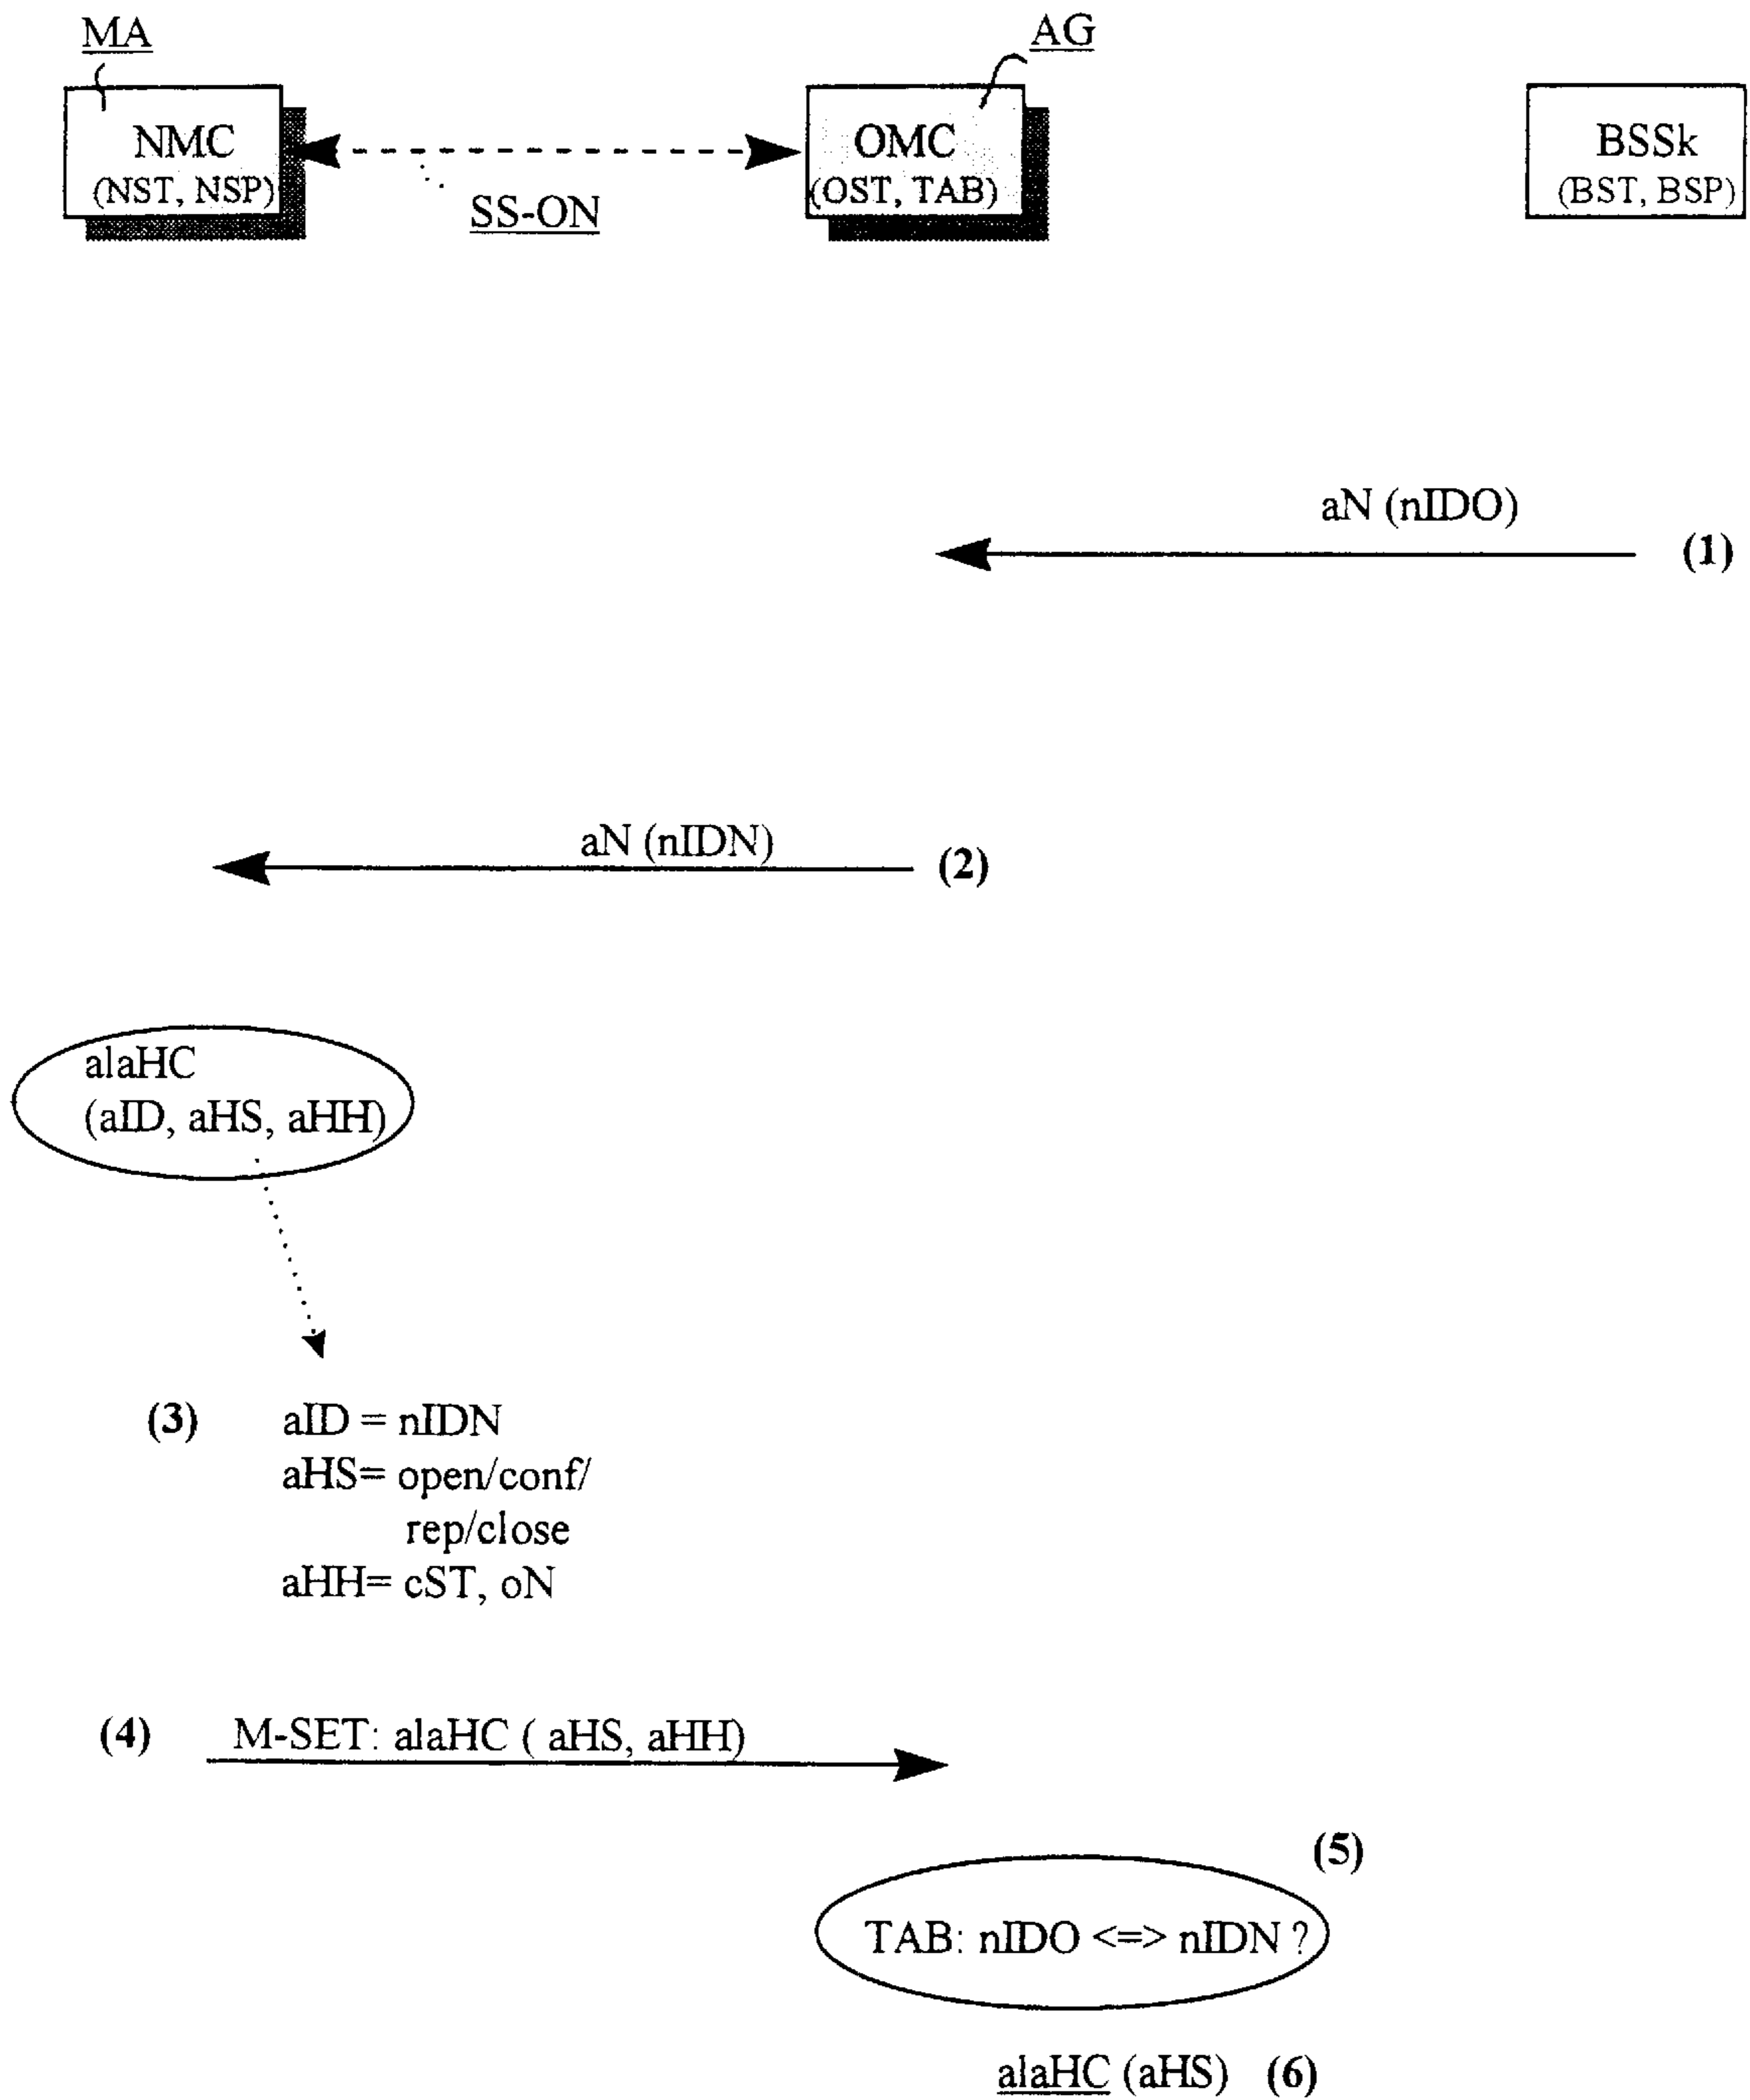 MA
AG
NMC
(NST, NSP)
OMC
(OST, TAB)
BSSk
(BST, BSP)
SS-ON
aN (nIDO)
(1)
aN (nIDN)
(2)
alaHC
(aID, aHS, aHH)
(3)
aID = nIDN
aHS= open/conf/
rep/close
aHH= cST, oN
(4)
M-SET: alaHC ( aHS, aHH)
(5)
TAB: nIDO <=> nIDN ?
alaHC (aHS)
(6)